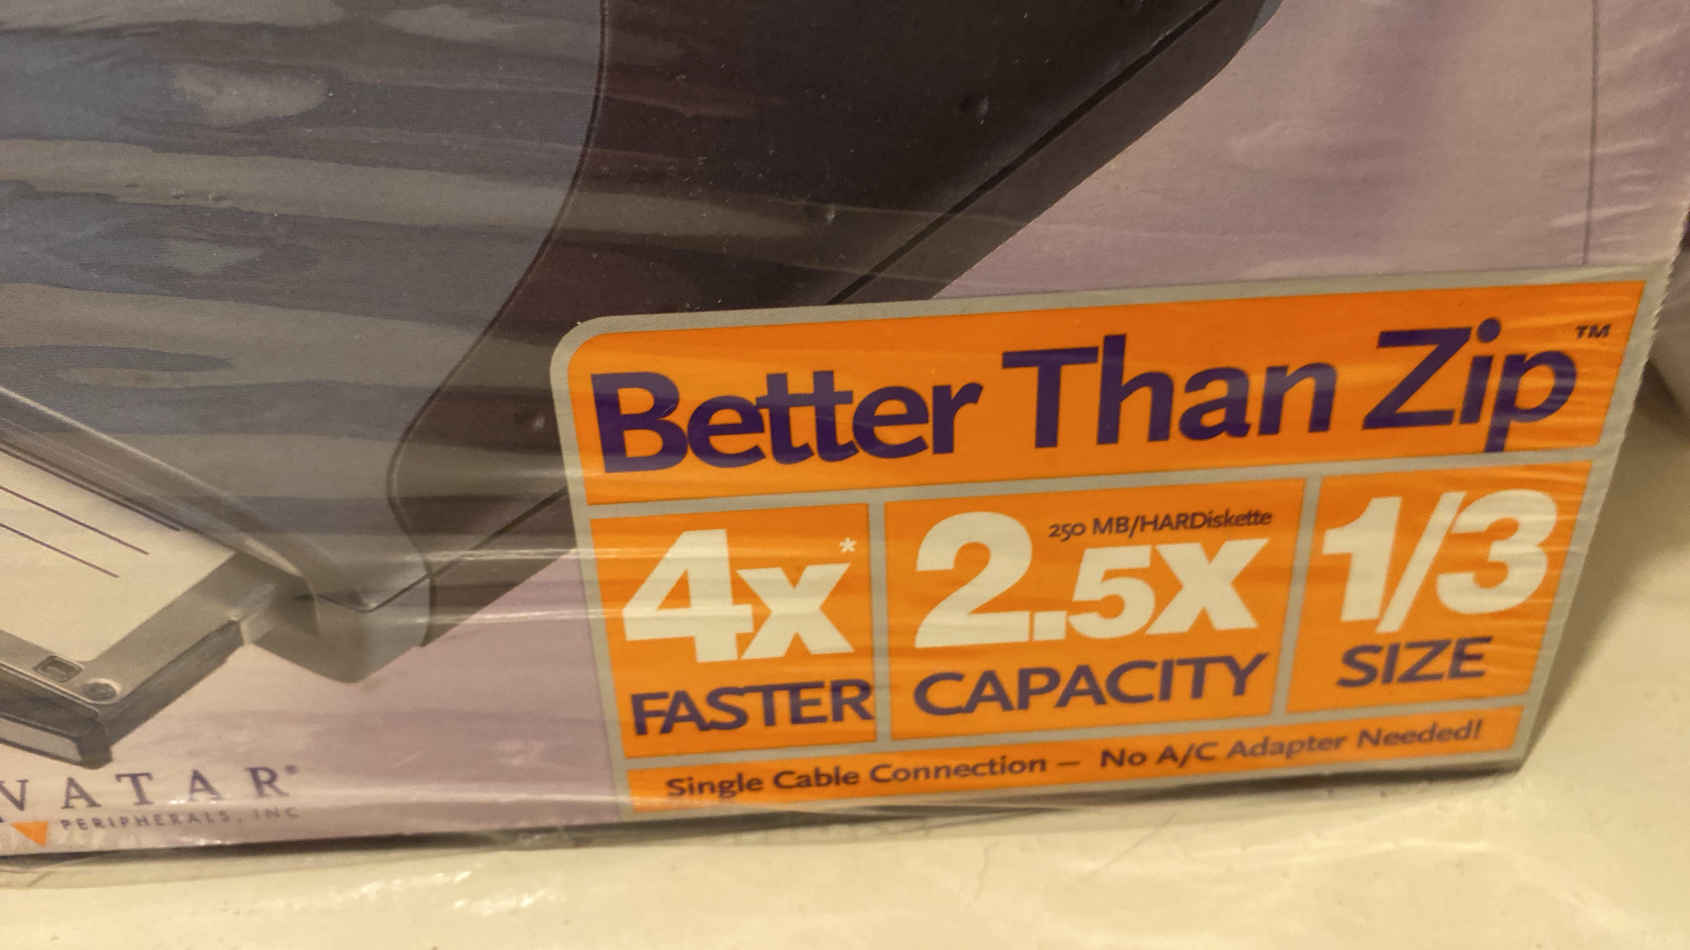 Better Than Zip™
4x*
FASTER
250 MB/HARDiskette
2.5X
CAPACITY
1/3
SIZE
Single Cable Connection — No A/C Adapter Needed!
VATAR®
PERIPHERALS, INC